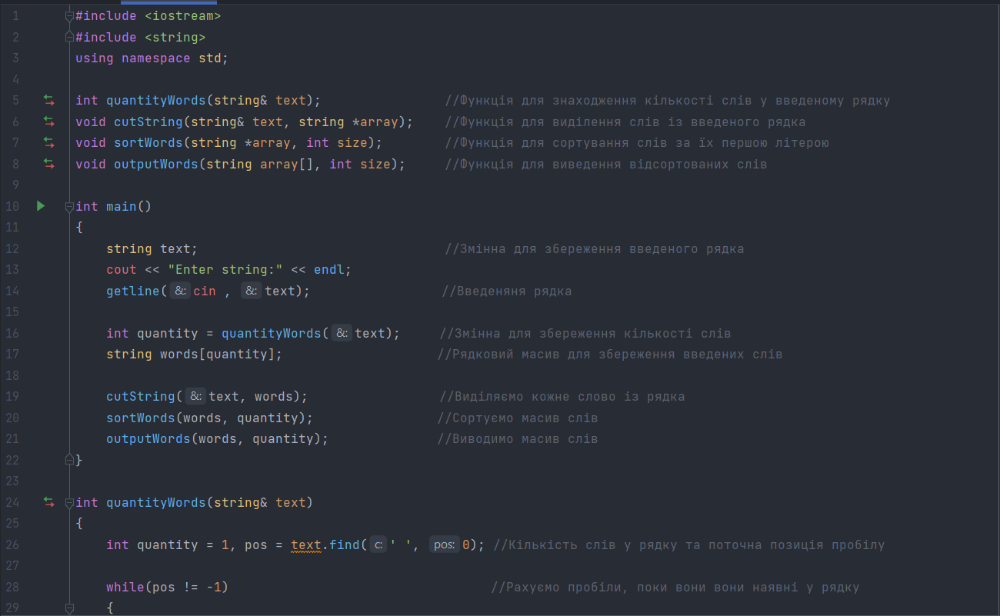 1 #include <iostream>
2 #include <string>
3 using namespace std;
4
5 int quantityWords(string& text); //Функція для знаходження кількості слів у введеному рядку
6 void cutString(string& text, string *array); //Функція для виділення слів із введеного рядка
7 void sortWords(string *array, int size); //Функція для сортування слів за їх першою літерою
8 void outputWords(string array[], int size); //Функція для виведення відсортованих слів
9
10 int main()
11 {
12 string text; //Змінна для збереження введеного рядка
13 cout << "Enter string:" << endl;
14 getline( &: cin , &: text); //Введеняня рядка
15
16 int quantity = quantityWords( &: text); //Змінна для збереження кількості слів
17 string words[quantity]; //Рядковий масив для збереження введених слів
18
19 cutString( &: text, words); //Виділяємо кожне слово із рядка
20 sortWords(words, quantity); //Сортуємо масив слів
21 outputWords(words, quantity); //Виводимо масив слів
22 }
23
24 int quantityWords(string& text)
25 {
26 int quantity = 1, pos = text.find( c: ' ', pos: 0); //Кількість слів у рядку та поточна позиція пробілу
27
28 while(pos != -1) //Рахуємо пробіли, поки вони вони наявні у рядку
29 {